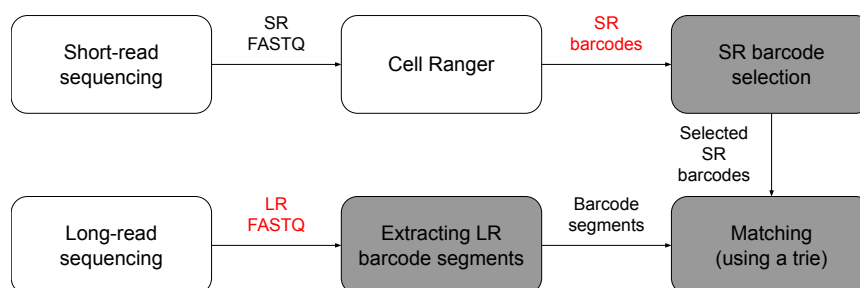 Short-read
sequencing
SR
FASTQ
Cell Ranger
SR
barcodes
SR barcode
selection
Selected
SR
barcodes
Long-read
sequencing
LR
FASTQ
Extracting LR
barcode segments
Barcode
segments
Matching
(using a trie)